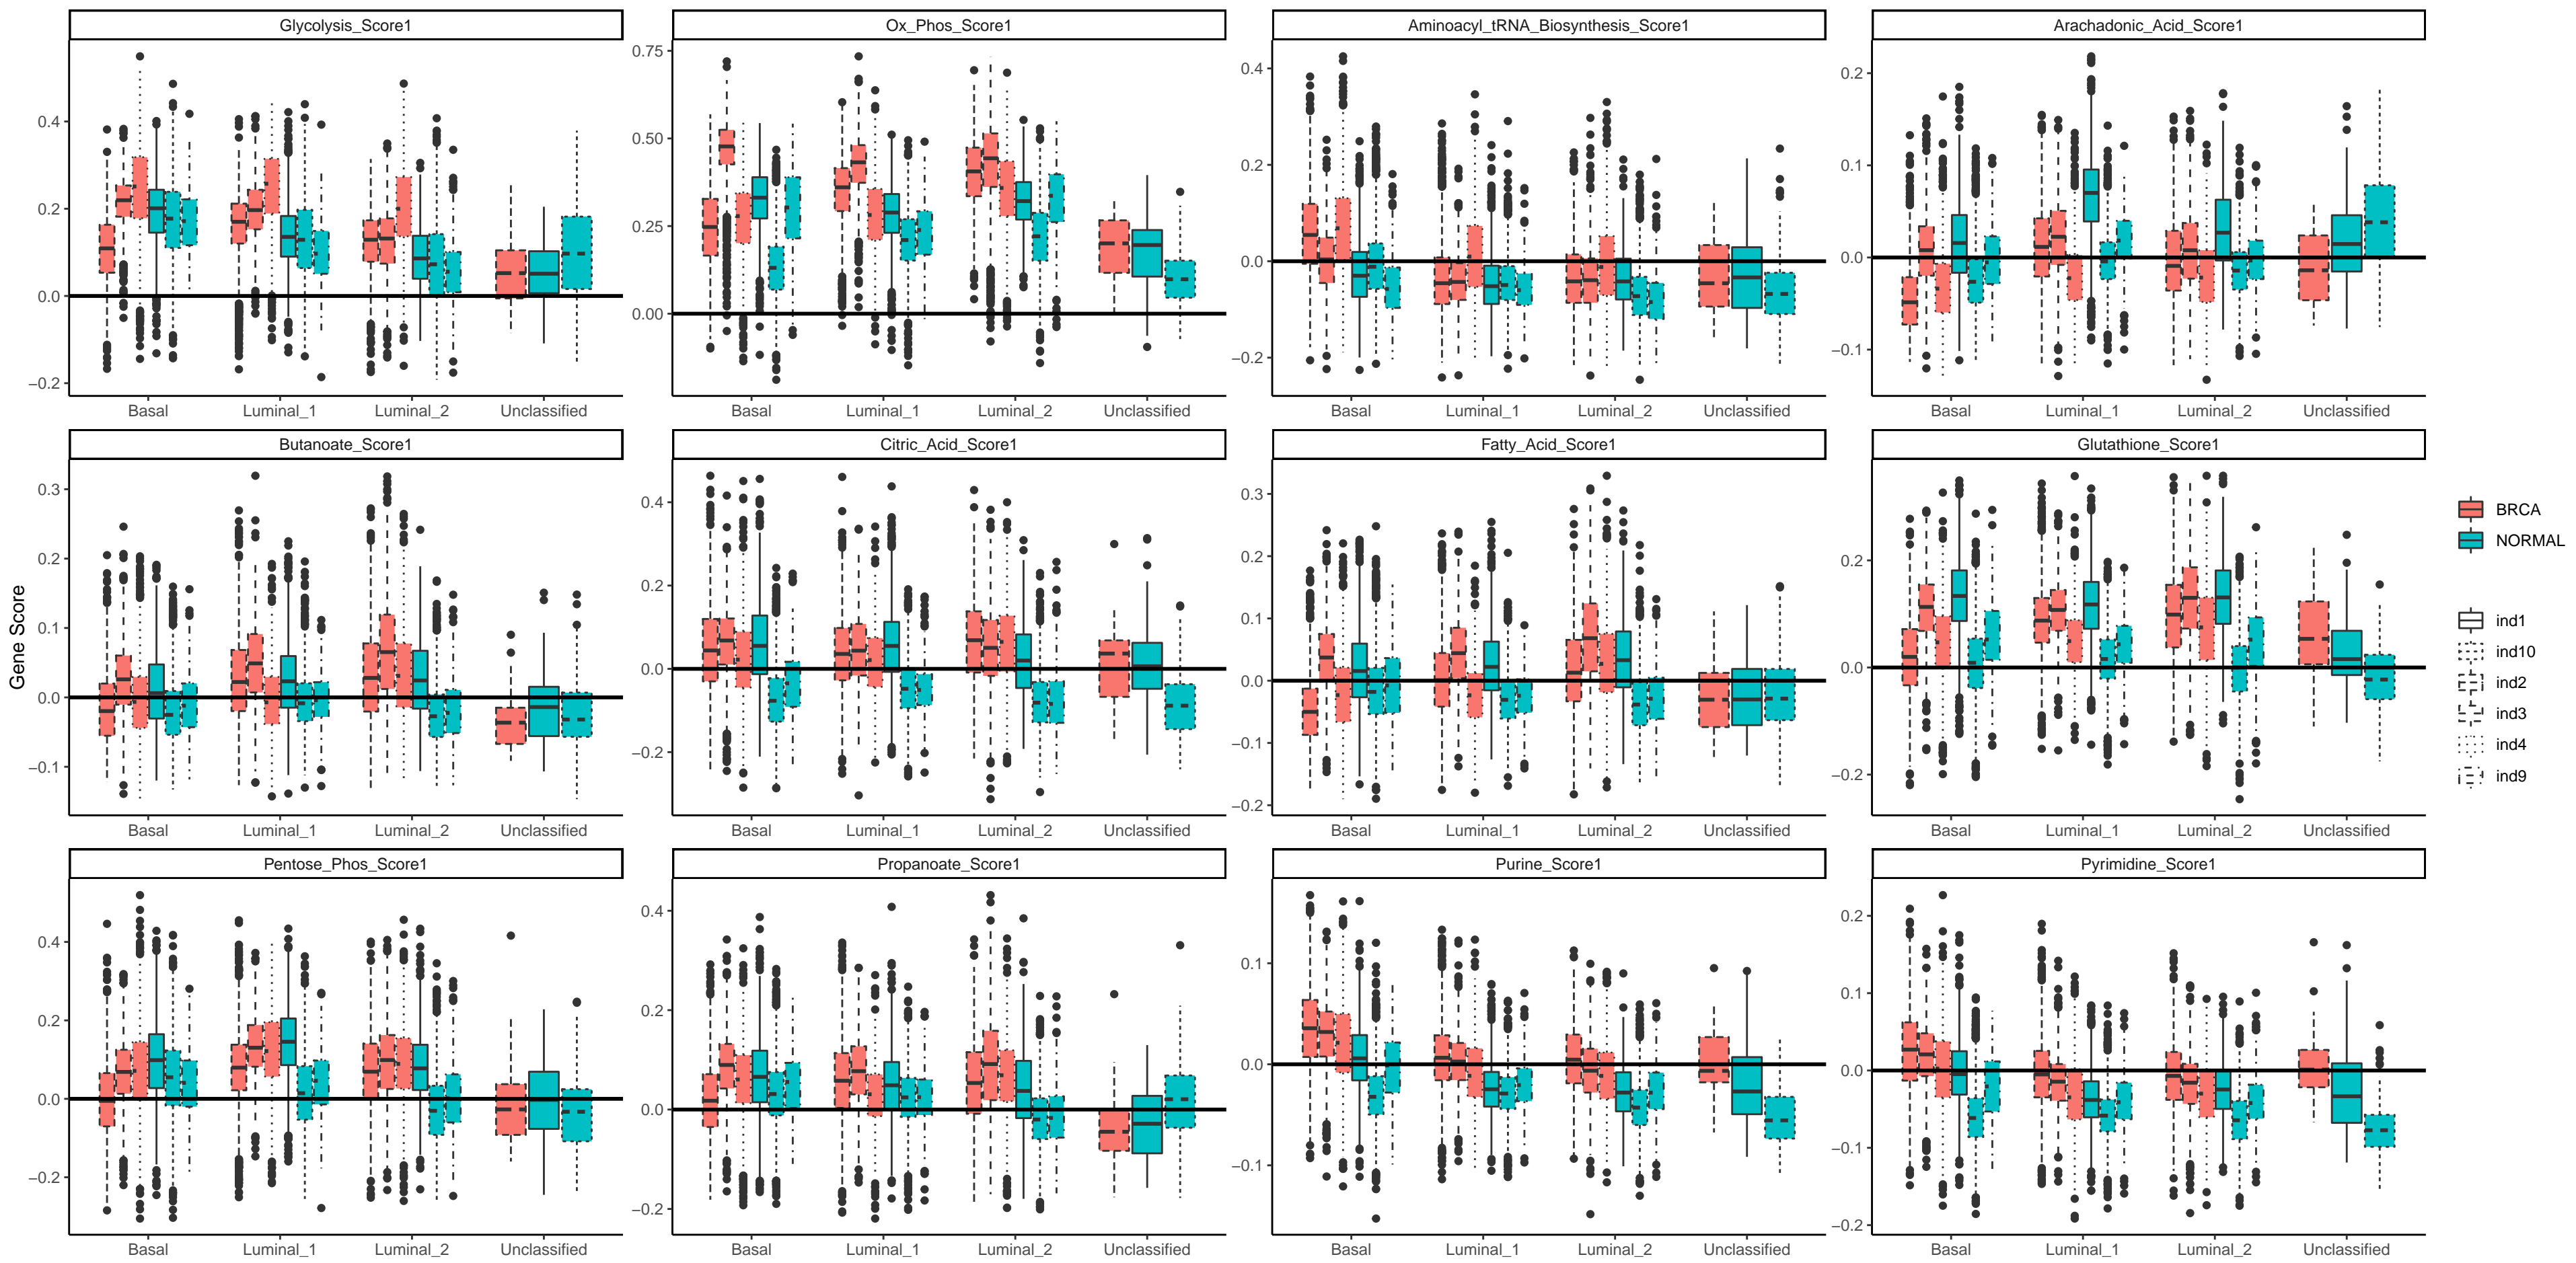 Glycolysis_Score1
Ox_Phos_Score1
Aminoacyl_tRNA_Biosynthesis_Score1
Arachadonic_Acid_Score1
0.4
0.2
0.0
−0.2
0.75
0.50
0.25
0.00
0.4
0.2
0.0
−0.2
0.2
0.1
0.0
−0.1
Basal Luminal_1 Luminal_2 Unclassified
Basal Luminal_1 Luminal_2 Unclassified
Basal Luminal_1 Luminal_2 Unclassified
Basal Luminal_1 Luminal_2 Unclassified
Gene Score
Butanoate_Score1
Citric_Acid_Score1
Fatty_Acid_Score1
Glutathione_Score1
0.3
0.2
0.1
0.0
−0.1
0.4
0.2
0.0
−0.2
0.3
0.2
0.1
0.0
−0.1
−0.2
0.2
0.0
−0.2
Basal Luminal_1 Luminal_2 Unclassified
Basal Luminal_1 Luminal_2 Unclassified
Basal Luminal_1 Luminal_2 Unclassified
Basal Luminal_1 Luminal_2 Unclassified
Pentose_Phos_Score1
Propanoate_Score1
Purine_Score1
Pyrimidine_Score1
0.4
0.2
0.0
−0.2
0.4
0.2
0.0
−0.2
0.1
0.0
−0.1
0.2
0.1
0.0
−0.1
−0.2
Basal Luminal_1 Luminal_2 Unclassified
Basal Luminal_1 Luminal_2 Unclassified
Basal Luminal_1 Luminal_2 Unclassified
Basal Luminal_1 Luminal_2 Unclassified
BRCA
NORMAL
ind1
ind10
ind2
ind3
ind4
ind9